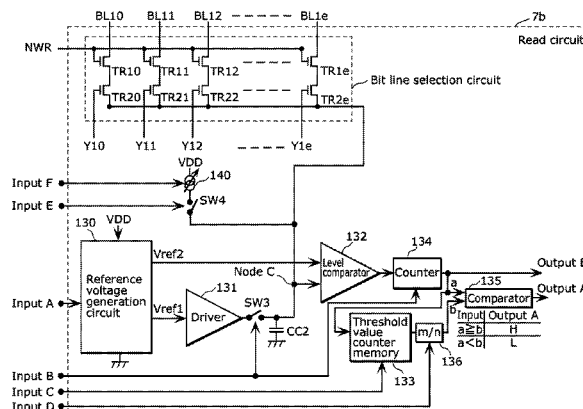 BL10 BL11 BL12 BL1e
7b
NWR
Read circuit
TR10 TR11 TR12 TR1e
Bit line selection circuit
TR20 TR21 TR22 TR2e
Y10 Y11 Y12 Y1e
VDD
Input F
140
Input E
SW4
130 VDD
132
134
Vref2
Level comparator
Counter
Output B
Node C
Reference voltage generation circuit
131
a
135
Comparator
Output A
Input A
Vref1
Driver
SW3
b
Input Output A
a≧b H
a<b L
CC2
Threshold value counter memory
m/n
136
Input B
133
Input C
Input D